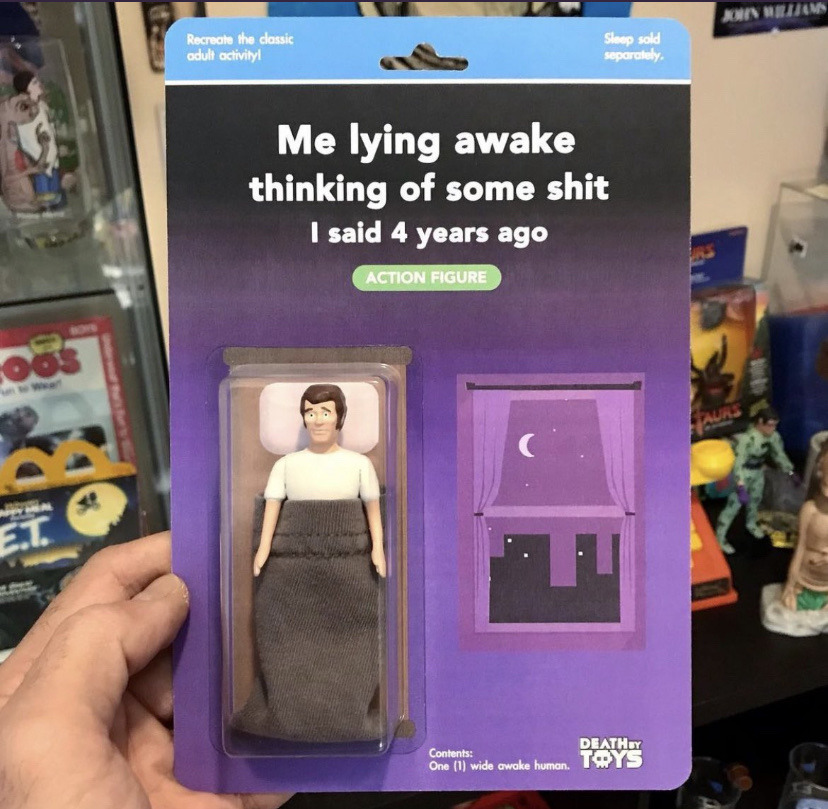 JOHN WILLIAMS
Recreate the classic
adult activity!
Sleep sold
separately.
Me lying awake
thinking of some shit
I said 4 years ago
ACTION FIGURE
Contents:
One (1) wide awake human.
DEATH BY
TOYS
E.T.